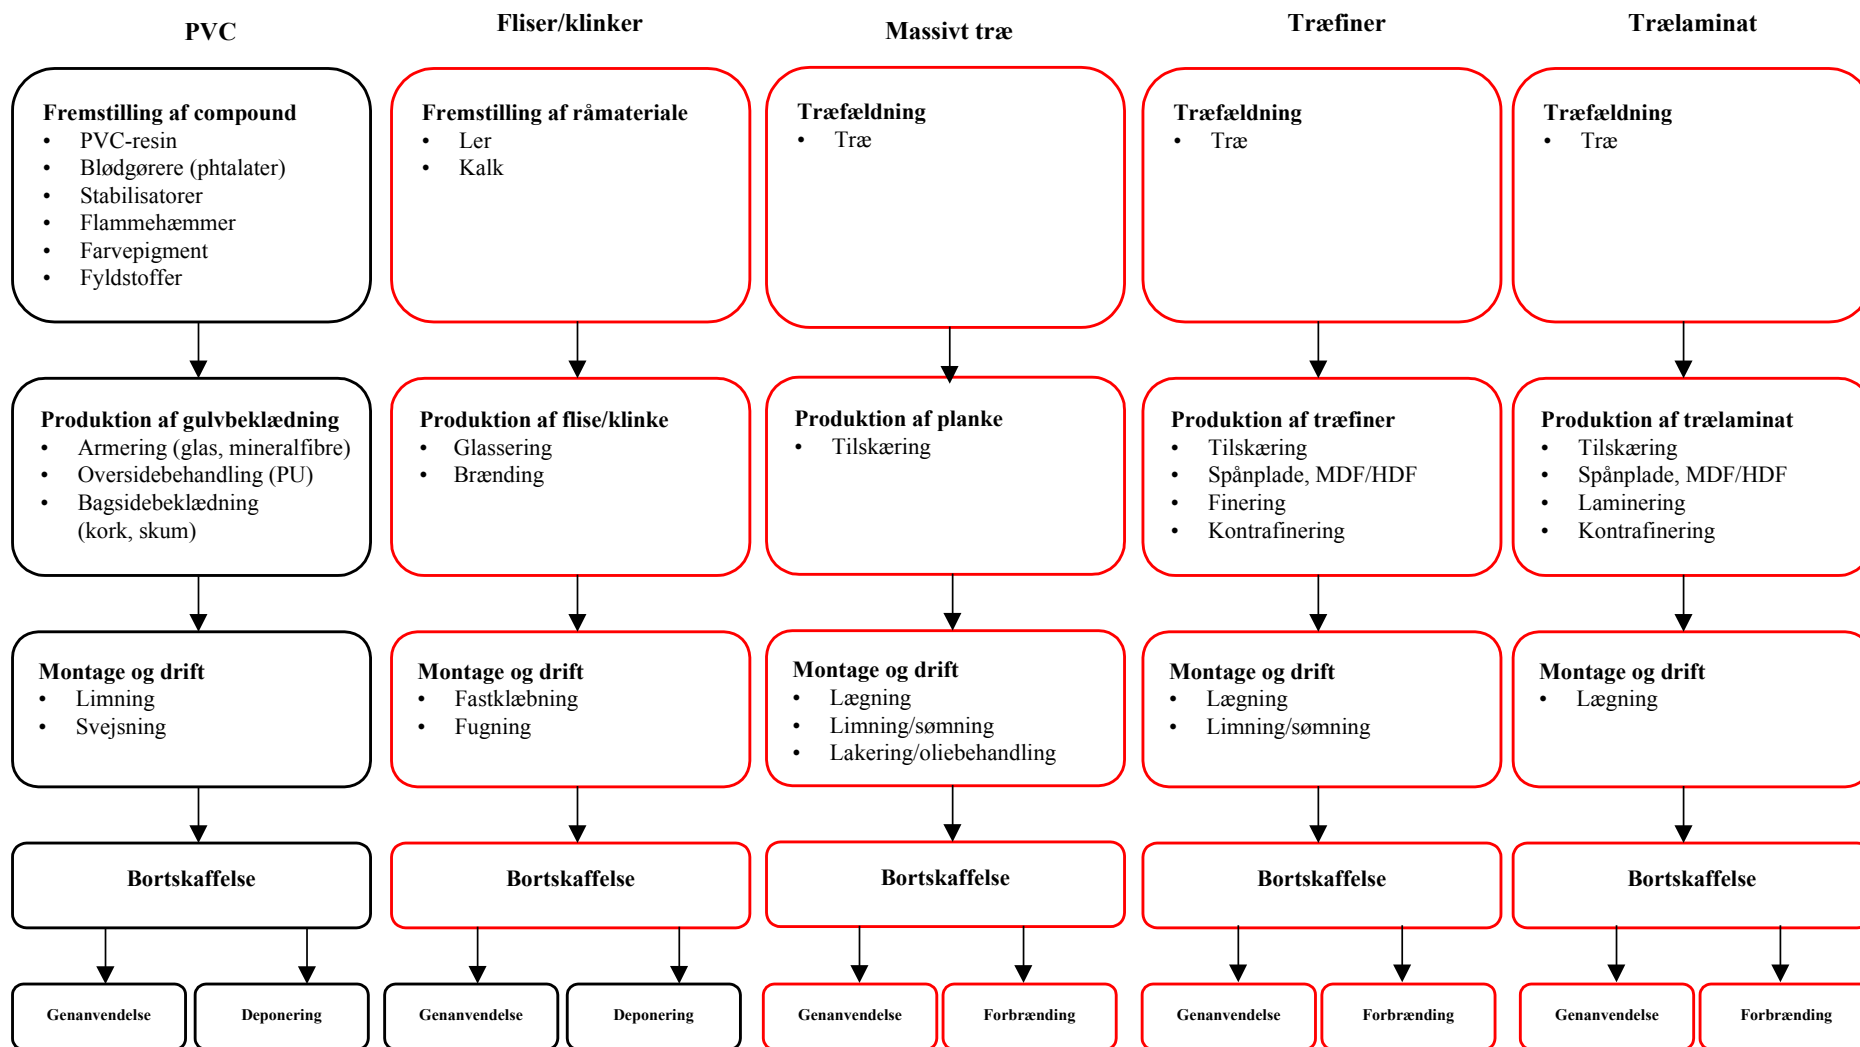 PVC
Fremstilling af compound
• PVC-resin
• Blødgørere (phtalater)
• Stabilisatorer
• Flammehæmmer
• Farvepigment
• Fyldstoffer
Produktion af gulvbeklædning
• Armering (glas, mineralfibre)
• Oversidebehandling (PU)
• Bagsidebeklædning
(kork, skum)
Montage og drift
• Limning
• Svejsning
Bortskaffelse
Genanvendelse
Deponering
Fliser/klinker
Fremstilling af råmateriale
• Ler
• Kalk
Produktion af flise/klinke
• Glassering
• Brænding
Montage og drift
• Fastklæbning
• Fugning
Bortskaffelse
Genanvendelse
Deponering
Massivt træ
Træfældning
• Træ
Produktion af planke
• Tilskæring
Montage og drift
• Lægning
• Limning/sømning
• Lakering/oliebehandling
Bortskaffelse
Genanvendelse
Forbrænding
Træfiner
Træfældning
• Træ
Produktion af træfiner
• Tilskæring
• Spånplade, MDF/HDF
• Finering
• Kontrafinering
Montage og drift
• Lægning
• Limning/sømning
Bortskaffelse
Genanvendelse
Forbrænding
Trælaminat
Træfældning
• Træ
Produktion af trælaminat
• Tilskæring
• Spånplade, MDF/HDF
• Laminering
• Kontrafinering
Montage og drift
• Lægning
Bortskaffelse
Genanvendelse
Forbrænding